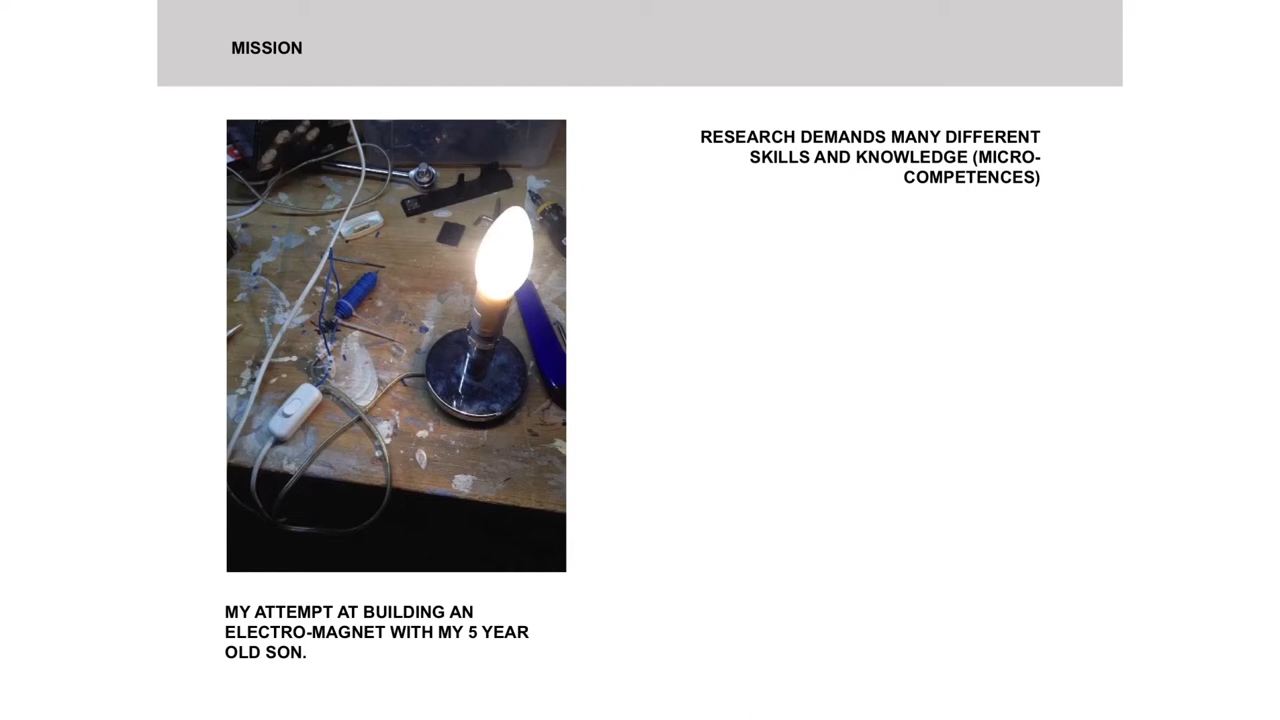 MISSION
RESEARCH DEMANDS MANY DIFFERENT
SKILLS AND KNOWLEDGE (MICRO-
COMPETENCES)
MY ATTEMPT AT BUILDING AN
ELECTRO-MAGNET WITH MY 5 YEAR
OLD SON.